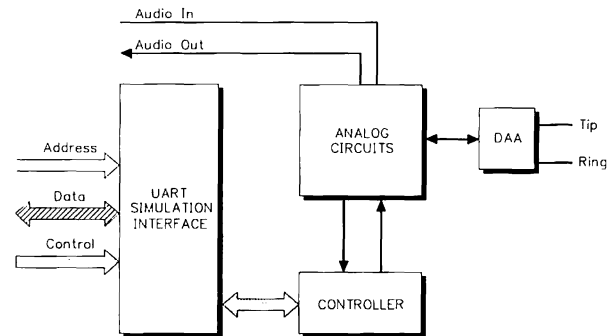 Audio In
Audio Out
Address
Data
Control
UART
SIMULATION
INTERFACE
ANALOG
CIRCUITS
DAA
Tip
Ring
CONTROLLER